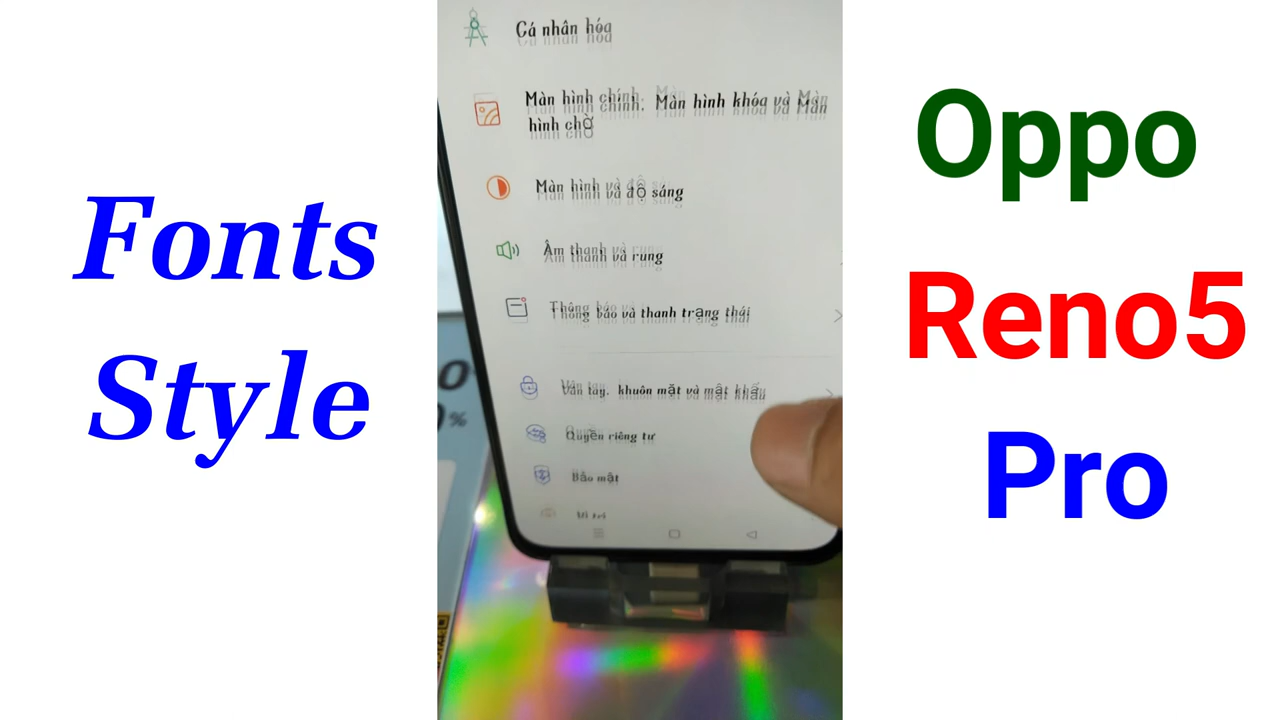 Fonts
Style
Cá nhân hóa
Màn hình chính. Màn hình khóa và Màn
hình chờ
Màn hình và độ sáng
Âm thanh và rung
Thông báo và thanh trạng thái
Vân tay. khuôn mặt và mật khẩu
Quyền riêng tư
Bảo mật
Vị trí
Oppo
Reno5
Pro